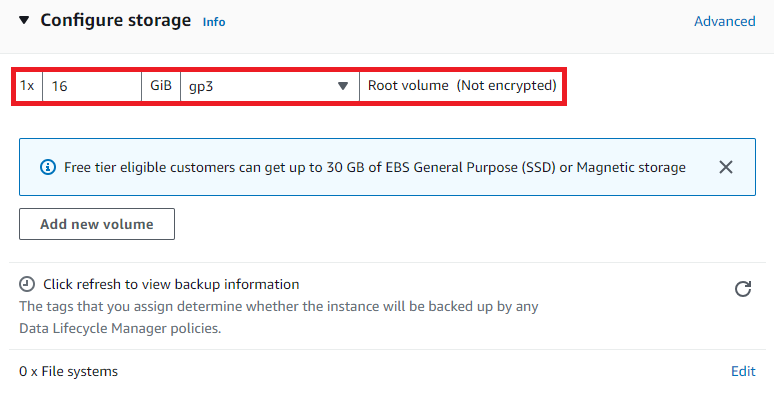 Configure storage Info Advanced
1x 16 GiB gp3 Root volume (Not encrypted)
Free tier eligible customers can get up to 30 GB of EBS General Purpose (SSD) or Magnetic storage
Add new volume
Click refresh to view backup information
The tags that you assign determine whether the instance will be backed up by any
Data Lifecycle Manager policies.
0 x File systems Edit